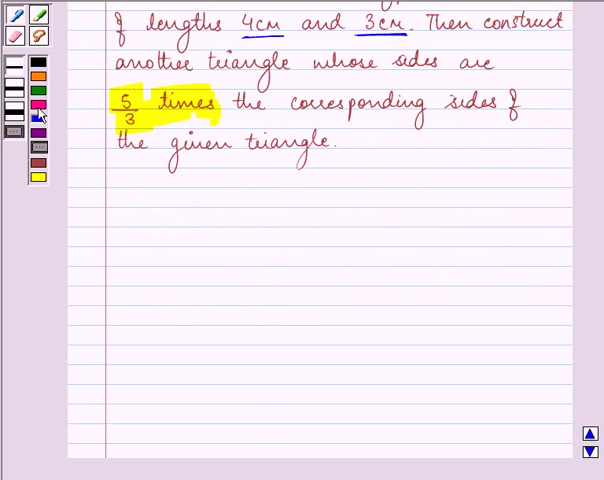 of lengths 4cm and 3cm. Then construct
another triangle whose sides are
5/3 times the corresponding sides of
the given triangle.